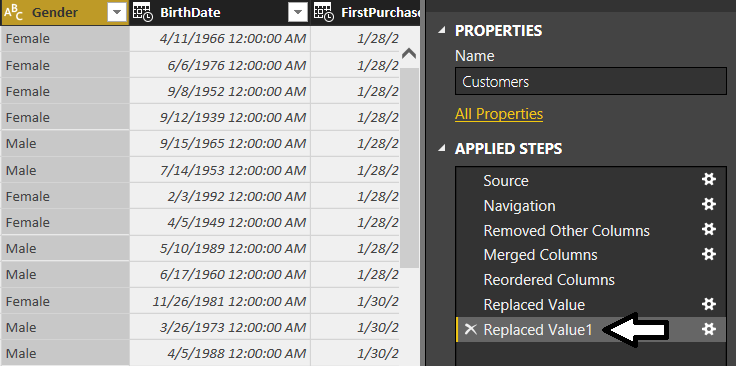 ABC Gender BirthDate FirstPurchase
Female 4/11/1966 12:00:00 AM 1/28/2
Female 6/6/1976 12:00:00 AM 1/28/2
Female 9/8/1952 12:00:00 AM 1/28/2
Female 9/12/1939 12:00:00 AM 1/28/2
Male 9/15/1965 12:00:00 AM 1/28/2
Male 7/14/1953 12:00:00 AM 1/28/2
Female 2/3/1992 12:00:00 AM 1/28/2
Female 4/5/1949 12:00:00 AM 1/28/2
Male 5/10/1989 12:00:00 AM 1/28/2
Male 6/17/1960 12:00:00 AM 1/28/2
Female 11/26/1981 12:00:00 AM 1/30/2
Male 3/26/1973 12:00:00 AM 1/30/2
Male 4/5/1988 12:00:00 AM 1/30/2
PROPERTIES
Name
Customers
All Properties
APPLIED STEPS
Source
Navigation
Removed Other Columns
Merged Columns
Reordered Columns
Replaced Value
Replaced Value1